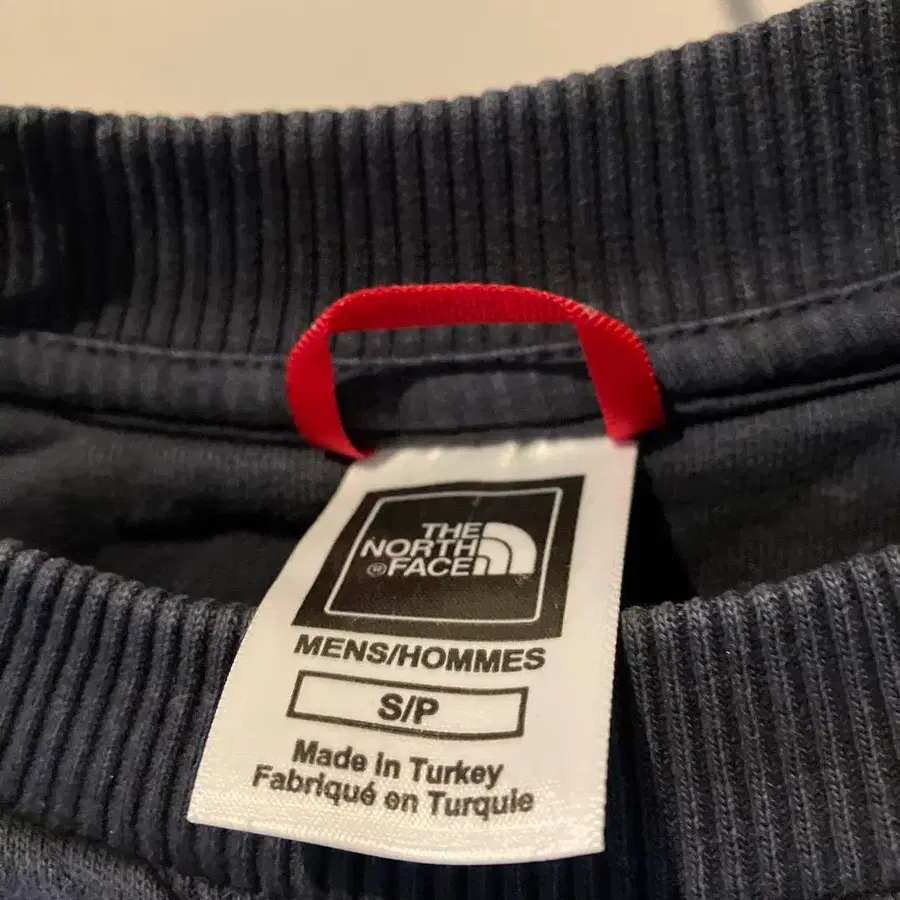 THE
NORTH
® FACE
MENS/HOMMES
S/P
Made in Turkey
Fabriqué en Turquie